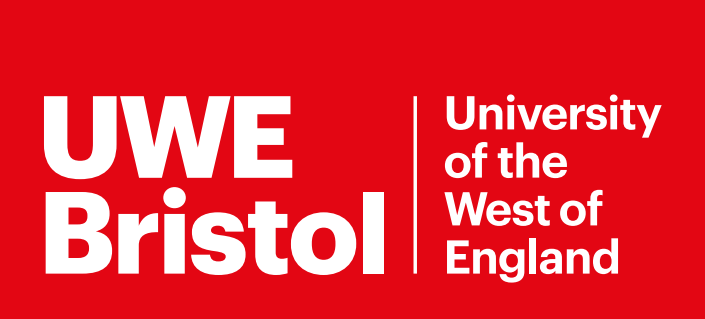 UWE
Bristol
University
of the
West of
England